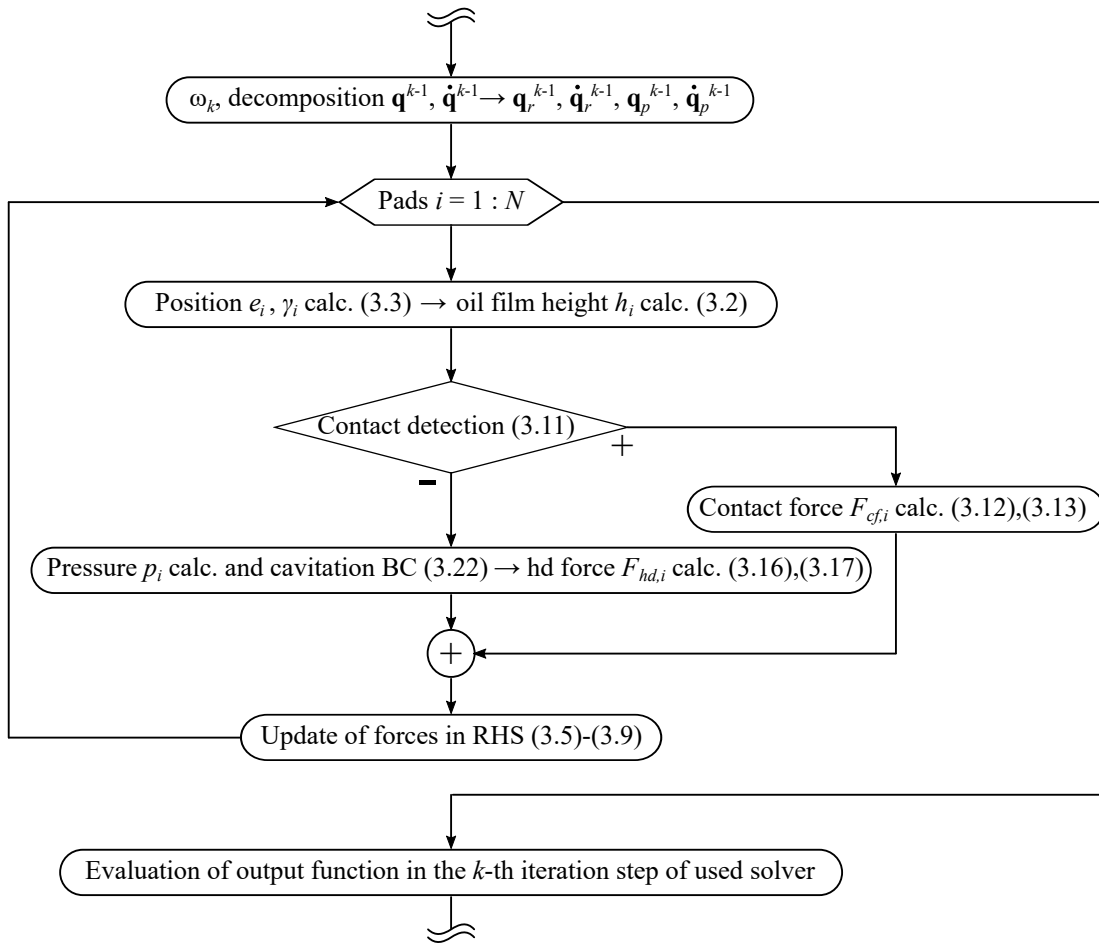 ω_k, decomposition q^{k-1}, q̇^{k-1} → q_r^{k-1}, q̇_r^{k-1}, q_p^{k-1}, q̇_p^{k-1}
Pads i = 1 : N
Position e_i , γ_i calc. (3.3) → oil film height h_i calc. (3.2)
Contact detection (3.11)
+
-
Contact force F_{cf,i} calc. (3.12),(3.13)
Pressure p_i calc. and cavitation BC (3.22) → hd force F_{hd,i} calc. (3.16),(3.17)
+
Update of forces in RHS (3.5)-(3.9)
Evaluation of output function in the k-th iteration step of used solver